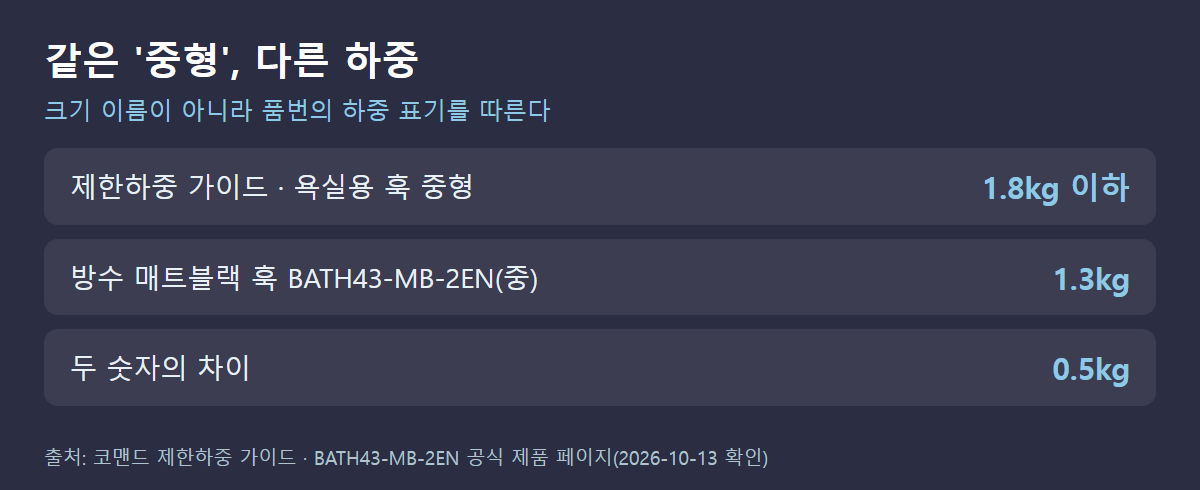 같은 '중형', 다른 하중
크기 이름이 아니라 품번의 하중 표기를 따른다
제한하중 가이드 · 욕실용 훅 중형 1.8kg 이하
방수 매트블랙 훅 BATH43-MB-2EN(중) 1.3kg
두 숫자의 차이 0.5kg
출처: 코맨드 제한하중 가이드 · BATH43-MB-2EN 공식 제품 페이지(2026-10-13 확인)